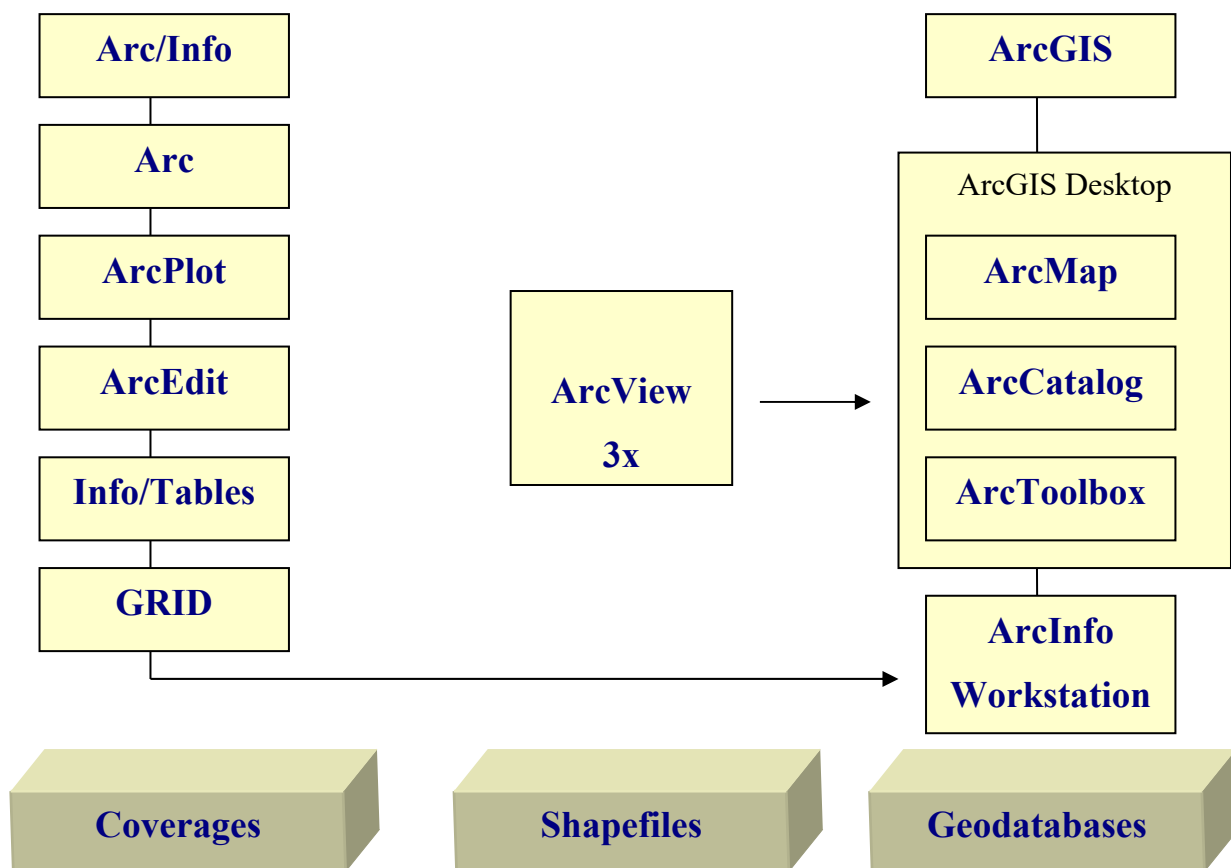 Arc/Info
Arc
ArcPlot
ArcEdit
Info/Tables
GRID
ArcView
3x
ArcGIS
ArcGIS Desktop
ArcMap
ArcCatalog
ArcToolbox
ArcInfo
Workstation
Coverages
Shapefiles
Geodatabases